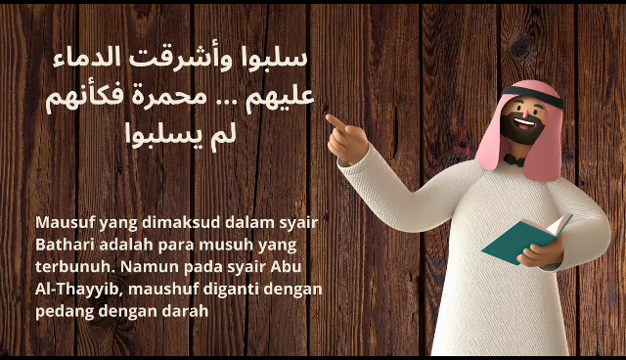 سلبوا وأشرقت الدماء
عليهم ... محمرة فكأنهم
لم يسلبوا
Mausuf yang dimaksud dalam syair
Bathari adalah para musuh yang
terbunuh. Namun pada syair Abu
Al-Thayyib, maushuf diganti dengan
pedang dengan darah